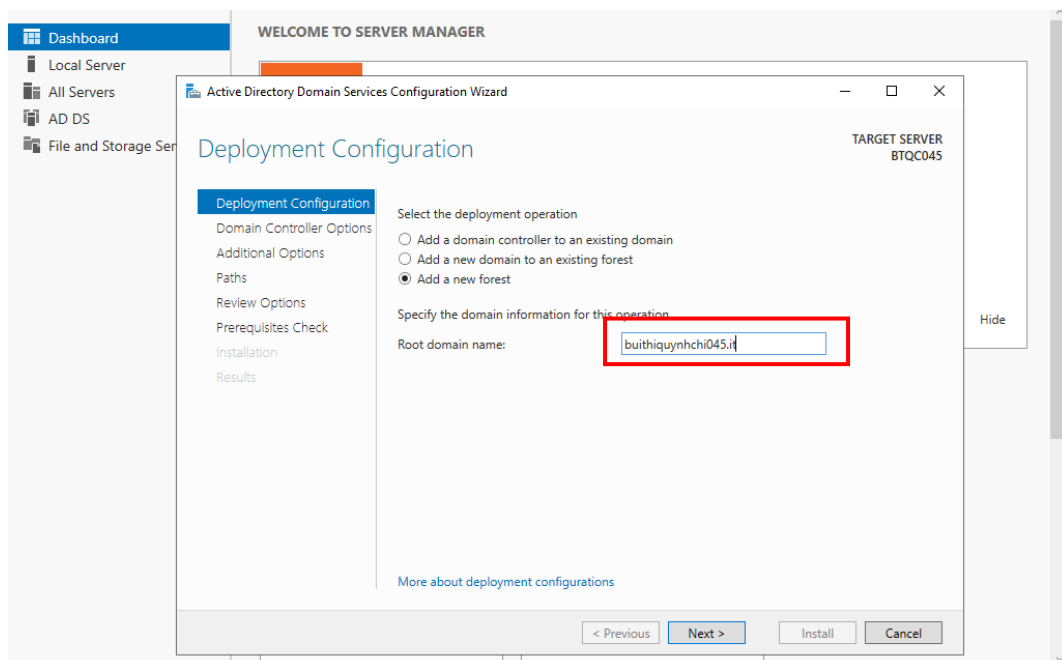 Dashboard
Local Server
All Servers
AD DS
File and Storage Ser
WELCOME TO SERVER MANAGER
Active Directory Domain Services Configuration Wizard
Deployment Configuration
TARGET SERVER
BTQC045
Deployment Configuration
Domain Controller Options
Additional Options
Paths
Review Options
Prerequisites Check
Installation
Results
Select the deployment operation
Add a domain controller to an existing domain
Add a new domain to an existing forest
Add a new forest
Specify the domain information for this operation
Root domain name:
buithiquynhchi045.it
More about deployment configurations
Hide
< Previous
Next >
Install
Cancel